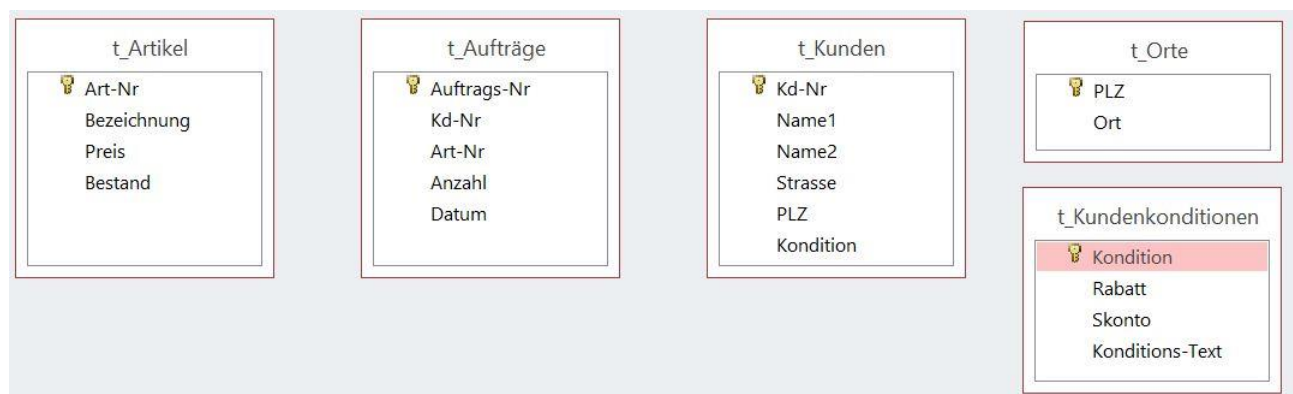 t_Artikel
Art-Nr
Bezeichnung
Preis
Bestand
t_Aufträge
Auftrags-Nr
Kd-Nr
Art-Nr
Anzahl
Datum
t_Kunden
Kd-Nr
Name1
Name2
Strasse
PLZ
Kondition
t_Orte
PLZ
Ort
t_Kundenkonditionen
Kondition
Rabatt
Skonto
Konditions-Text